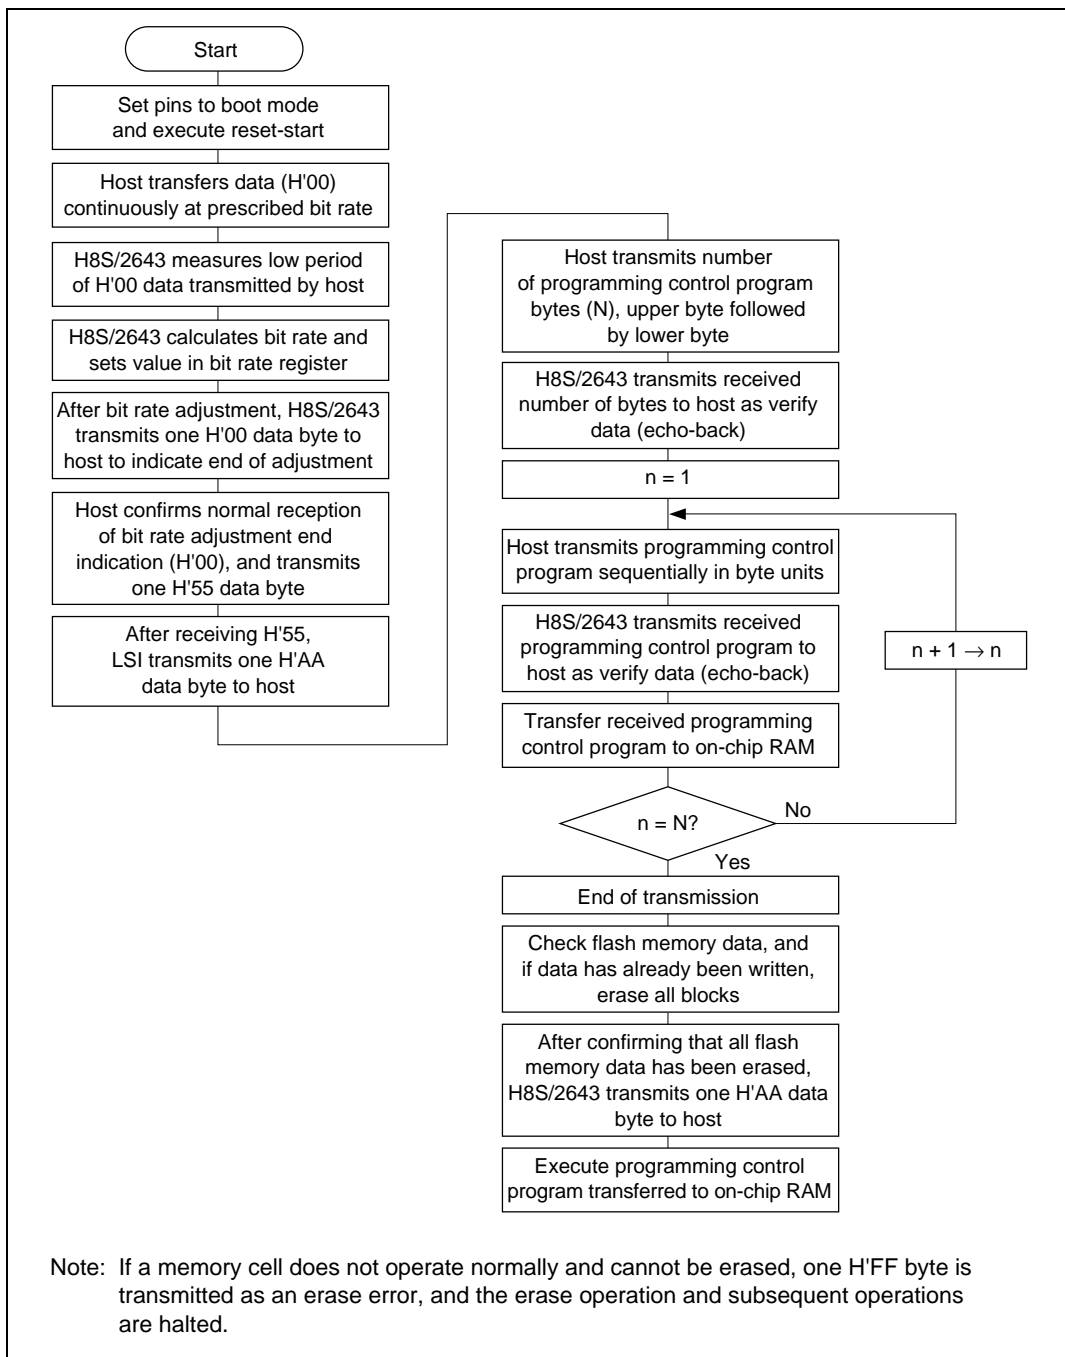 Start
Set pins to boot mode
and execute reset-start
Host transfers data (H'00)
continuously at prescribed bit rate
H8S/2643 measures low period
of H'00 data transmitted by host
H8S/2643 calculates bit rate and
sets value in bit rate register
After bit rate adjustment, H8S/2643
transmits one H'00 data byte to
host to indicate end of adjustment
Host confirms normal reception
of bit rate adjustment end
indication (H'00), and transmits
one H'55 data byte
After receiving H'55,
LSI transmits one H'AA
data byte to host
Host transmits number
of programming control program
bytes (N), upper byte followed
by lower byte
H8S/2643 transmits received
number of bytes to host as verify
data (echo-back)
n = 1
Host transmits programming control
program sequentially in byte units
H8S/2643 transmits received
programming control program to
host as verify data (echo-back)
n + 1 → n
Transfer received programming
control program to on-chip RAM
n = N?
No
Yes
End of transmission
Check flash memory data, and
if data has already been written,
erase all blocks
After confirming that all flash
memory data has been erased,
H8S/2643 transmits one H'AA data
byte to host
Execute programming control
program transferred to on-chip RAM
Note: If a memory cell does not operate normally and cannot be erased, one H'FF byte is
transmitted as an erase error, and the erase operation and subsequent operations
are halted.